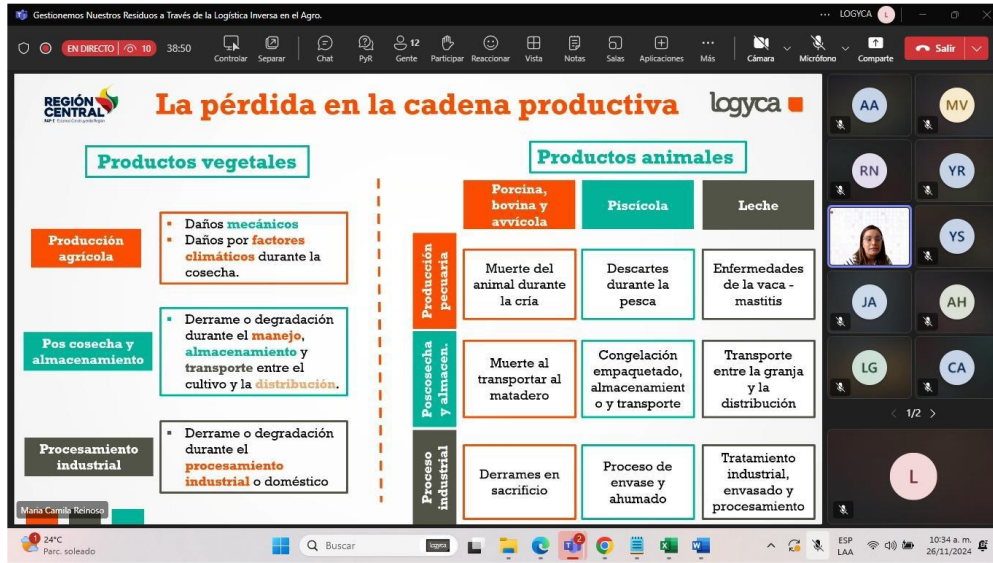 Gestionemos Nuestros Residuos a Través de la Logística Inversa en el Agro.
LOGYCA
L
EN DIRECTO
10
38:50
Controlar
Separar
Chat
PyR
12
Gente
Participar
Reaccionar
Vista
Notas
Salas
Aplicaciones
Más
Cámara
Micrófono
Comparte
Salir
REGIÓN
CENTRAL
La pérdida en la cadena productiva
logyca
Productos vegetales
Producción
agrícola
Daños mecánicos
Daños por factores
climáticos durante la
cosecha.
Pos cosecha y
almacenamiento
Derrame o degradación
durante el manejo,
almacenamiento y
transporte entre el
cultivo y la distribución.
Procesamiento
industrial
Derrame o degradación
durante el
procesamiento
industrial o doméstico
Productos animales
Porcina,
bovina y
avvicola
Piscícola
Leche
Producción
pecuaria
Muerte del
animal durante
la cría
Descartes
durante la
pesca
Enfermedades
de la vaca -
mastitis
Poscosecha
y almacen.
Muerte al
transportar al
matadero
Congelación
empaquetado,
almacenamient
o y transporte
Transporte
entre la granja
y la
distribución
Proceso
industrial
Derrames en
sacrificio
Proceso de
envase y
ahumado
Tratamiento
industrial,
envasado y
procesamiento
Maria Camila Reinoso
AA
MV
RN
YR
YS
JA
AH
LG
CA
1/2
L
24°C
Parc. soleado
Buscar
logyca
2
ESP
LAA
10:34 a. m.
26/11/2024